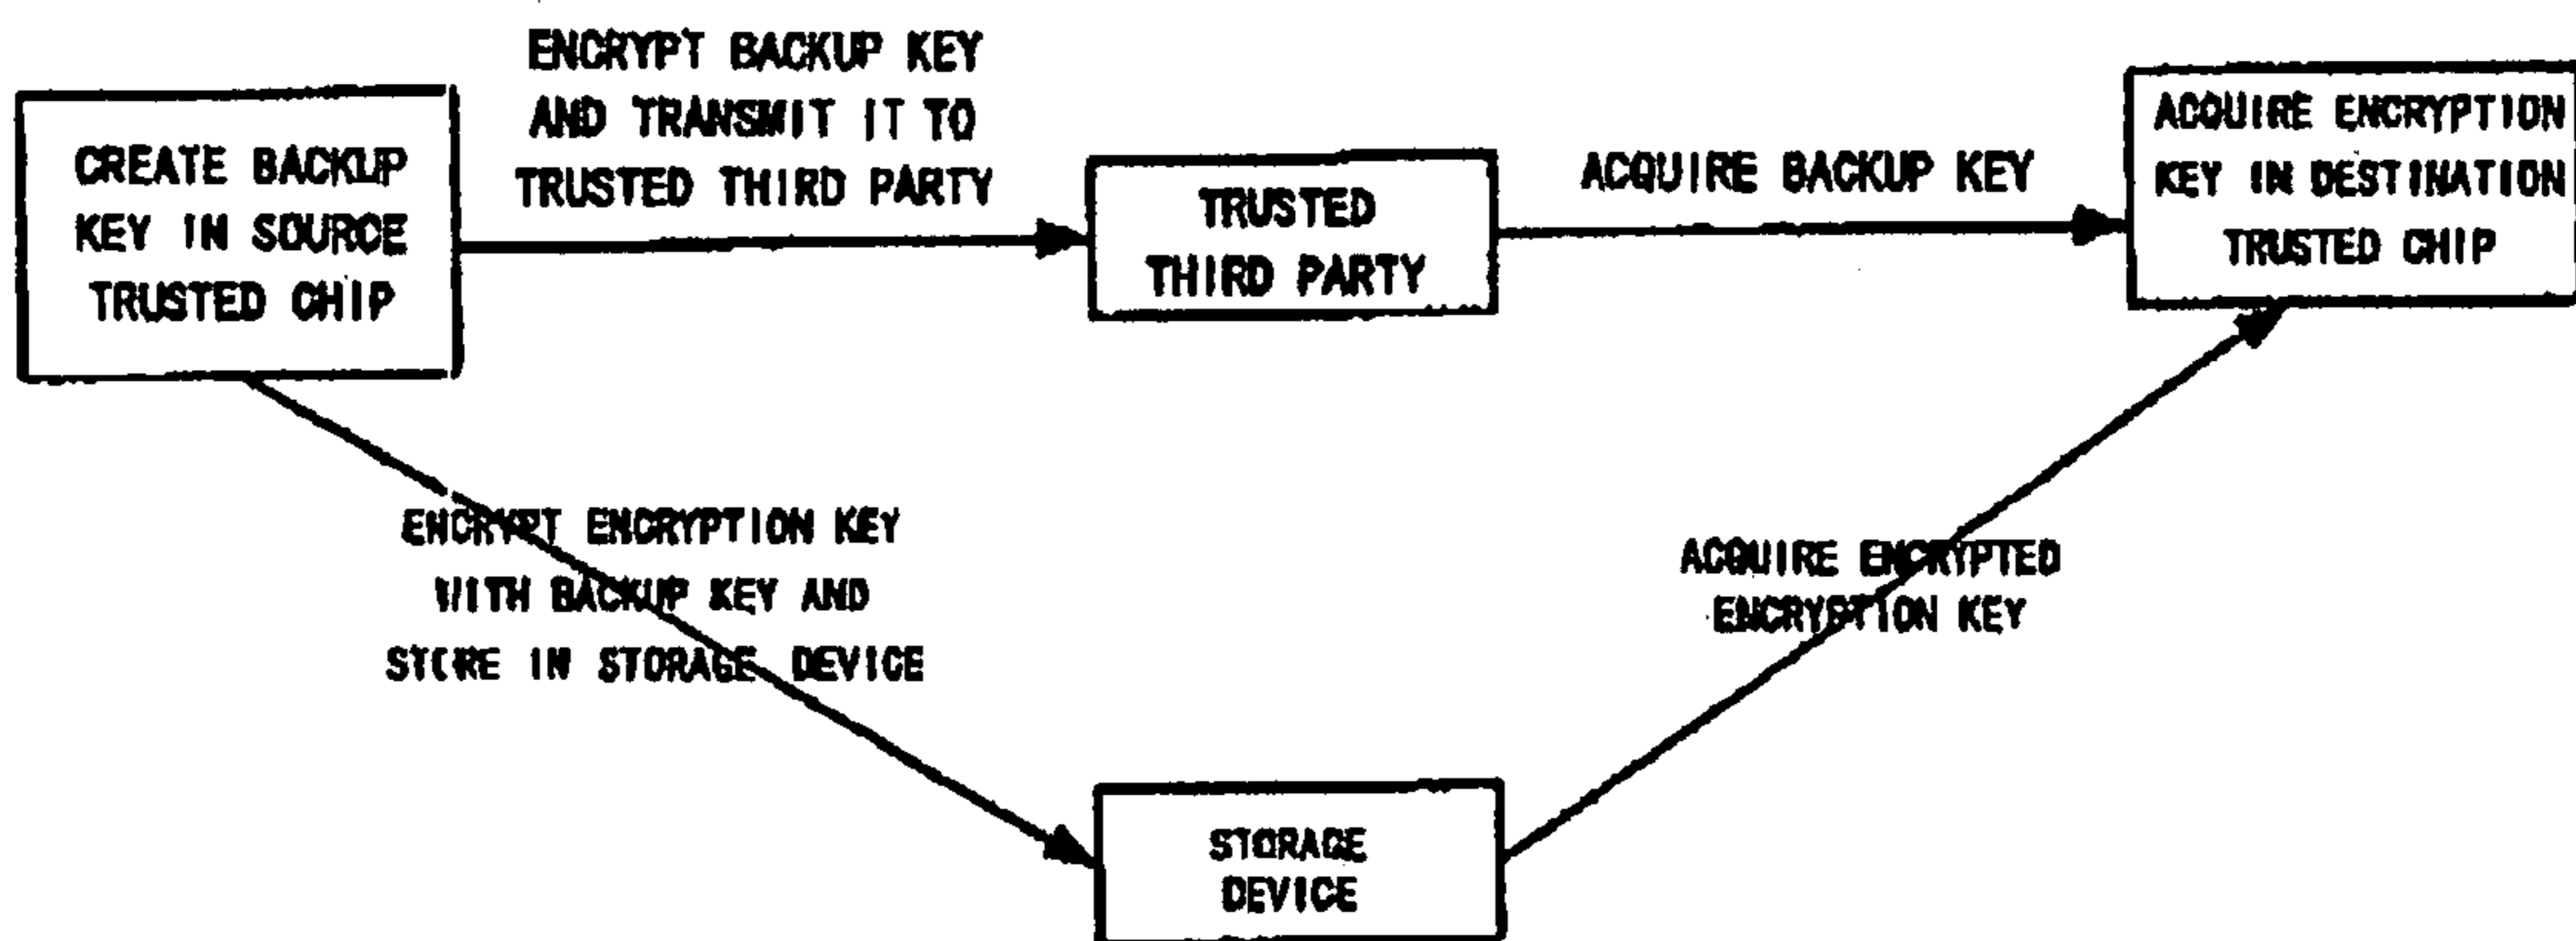 CREATE BACKUP
KEY IN SOURCE
TRUSTED CHIP
ENCRYPT BACKUP KEY
AND TRANSMIT IT TO
TRUSTED THIRD PARTY
TRUSTED
THIRD PARTY
ACQUIRE BACKUP KEY
ACQUIRE ENCRYPTION
KEY IN DESTINATION
TRUSTED CHIP
ENCRYPT ENCRYPTION KEY
WITH BACKUP KEY AND
STORE IN STORAGE DEVICE
ACQUIRE ENCRYPTED
ENCRYPTION KEY
STORAGE
DEVICE